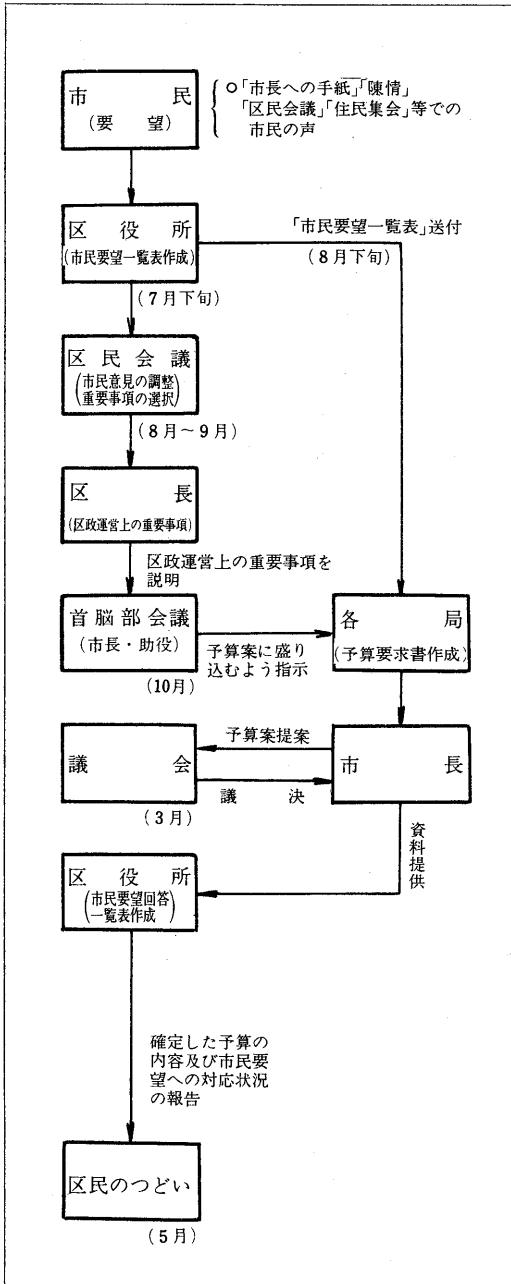 市民
(要望)
○「市長への手紙」「陳情」
「区民会議」「住民集会」等での
市民の声
区役所
(市民要望一覧表作成)
「市民要望一覧表」送付
(8月下旬)
(7月下旬)
区民会議
(市民意見の調整
重要事項の選択)
(8月～9月)
区長
(区政運営上の重要事項)
区政運営上の重要事項を
説明
首脳部会議
(市長・助役)
(10月)
予算案に盛り
込むよう指示
各局
(予算要求書作成)
予算案提案
議会
市長
議決
(3月)
資料提供
区役所
(市民要望回答
一覧表作成)
確定した予算の
内容及び市民要
望への対応状況
の報告
区民のつどい
(5月)